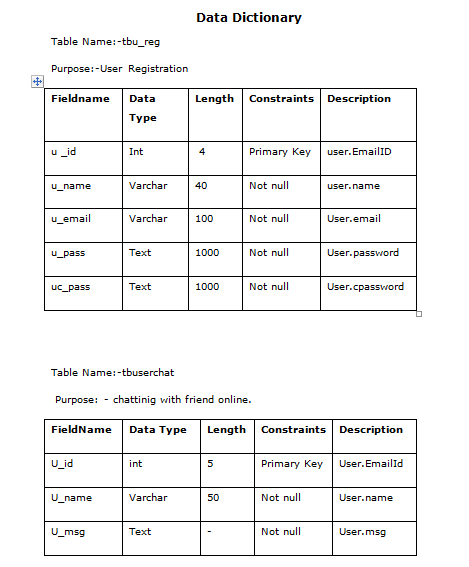 Data Dictionary
Table Name:-tbu_reg
Purpose:-User Registration
Fieldname Data Type Length Constraints Description
u _id Int 4 Primary Key user.EmailID
u_name Varchar 40 Not null user.name
u_email Varchar 100 Not null User.email
u_pass Text 1000 Not null User.password
uc_pass Text 1000 Not null User.cpassword
Table Name:-tbuserchat
Purpose: - chattinig with friend online.
FieldName Data Type Length Constraints Description
U_id int 5 Primary Key User.EmailId
U_name Varchar 50 Not null User.name
U_msg Text - Not null User.msg